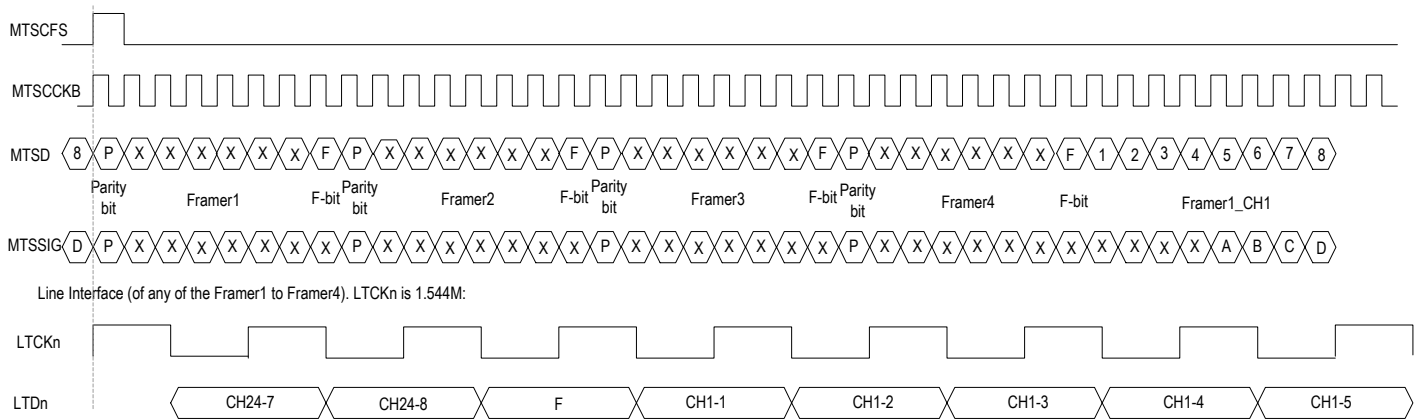 MTSCFS
MTSCCKB
MTSD 8 P X X X X X X F P X X X X X X F P X X X X X X F P X X X X X X F 1 2 3 4 5 6 7 8
Parity bit Framer1 F-bit Parity bit Framer2 F-bit Parity bit Framer3 F-bit Parity bit Framer4 F-bit Framer1_CH1
MTSSIG D P X X X X X X X P X X X X X X X P X X X X X X X P X X X X X X X X X X X A B C D
Line Interface (of any of the Framer1 to Framer4). LTCKn is 1.544M:
LTCKn
LTDn CH24-7 CH24-8 F CH1-1 CH1-2 CH1-3 CH1-4 CH1-5